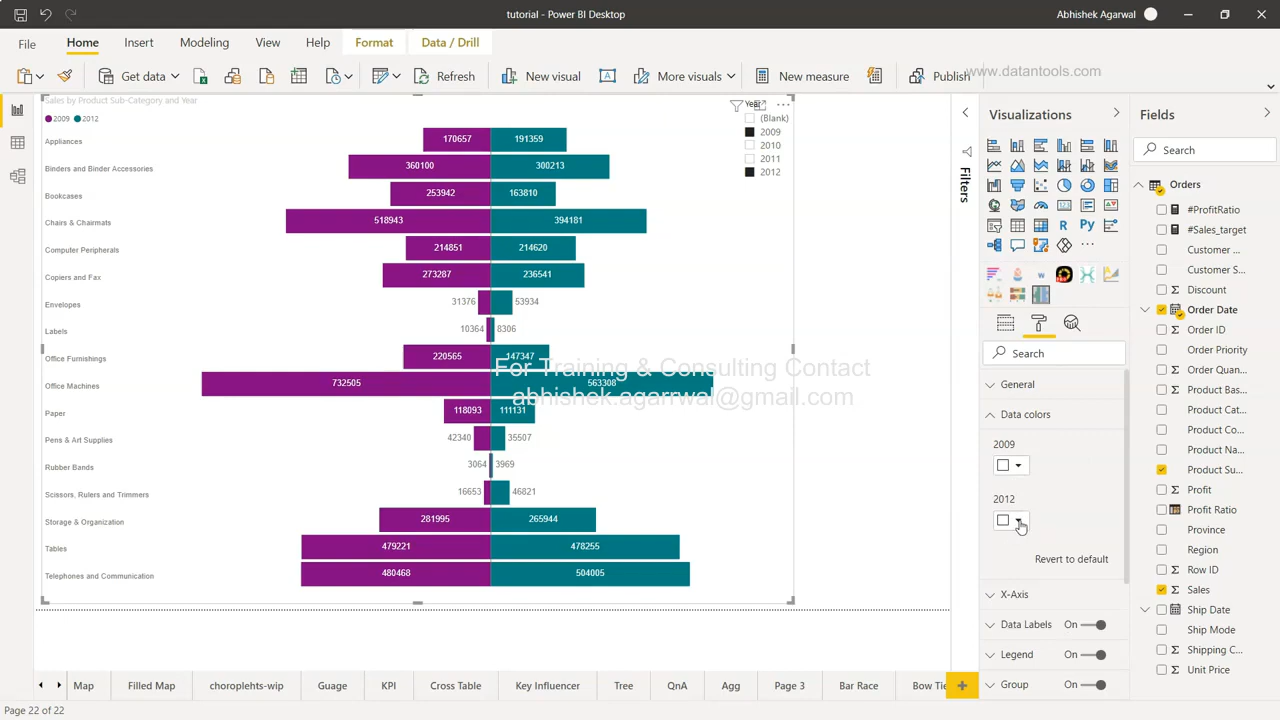 tutorial - Power BI Desktop
Abhishek Agarwal
File Home Insert Modeling View Help Format Data / Drill
Get data Refresh New visual More visuals New measure Publish
www.datantools.com
Sales by Product Sub-Category and Year
2009 2012
Year
(Blank)
2009
2010
2011
2012
Appliances 170657 191359
Binders and Binder Accessories 360100 300213
Bookcases 253942 163810
Chairs & Chairmats 518943 394181
Computer Peripherals 214851 214620
Copiers and Fax 273287 236541
Envelopes 31376 53934
Labels 10364 8306
Office Furnishings 220565 147347
Office Machines 732505 563308
Paper 118093 111131
Pens & Art Supplies 42340 35507
Rubber Bands 3064 3969
Scissors, Rulers and Trimmers 16653 46821
Storage & Organization 281995 265944
Tables 479221 478255
Telephones and Communication 480468 504005
For Training & Consulting Contact
abhishek.agarrwal@gmail.com
Filters
Visualizations
R Py
Search
General
Data colors
2009
2012
Revert to default
X-Axis
Data Labels On
Legend On
Group On
Fields
Search
Orders
#ProfitRatio
#Sales_target
Customer ...
Customer S...
Discount
Order Date
Order ID
Order Priority
Order Quan...
Product Bas...
Product Cat...
Product Co...
Product Na...
Product Su...
Profit
Profit Ratio
Province
Region
Row ID
Sales
Ship Date
Ship Mode
Shipping C...
Unit Price
Map Filled Map choroplehts-wip Guage KPI Cross Table Key Influencer Tree QnA Agg Page 3 Bar Race Bow Tie
Page 22 of 22